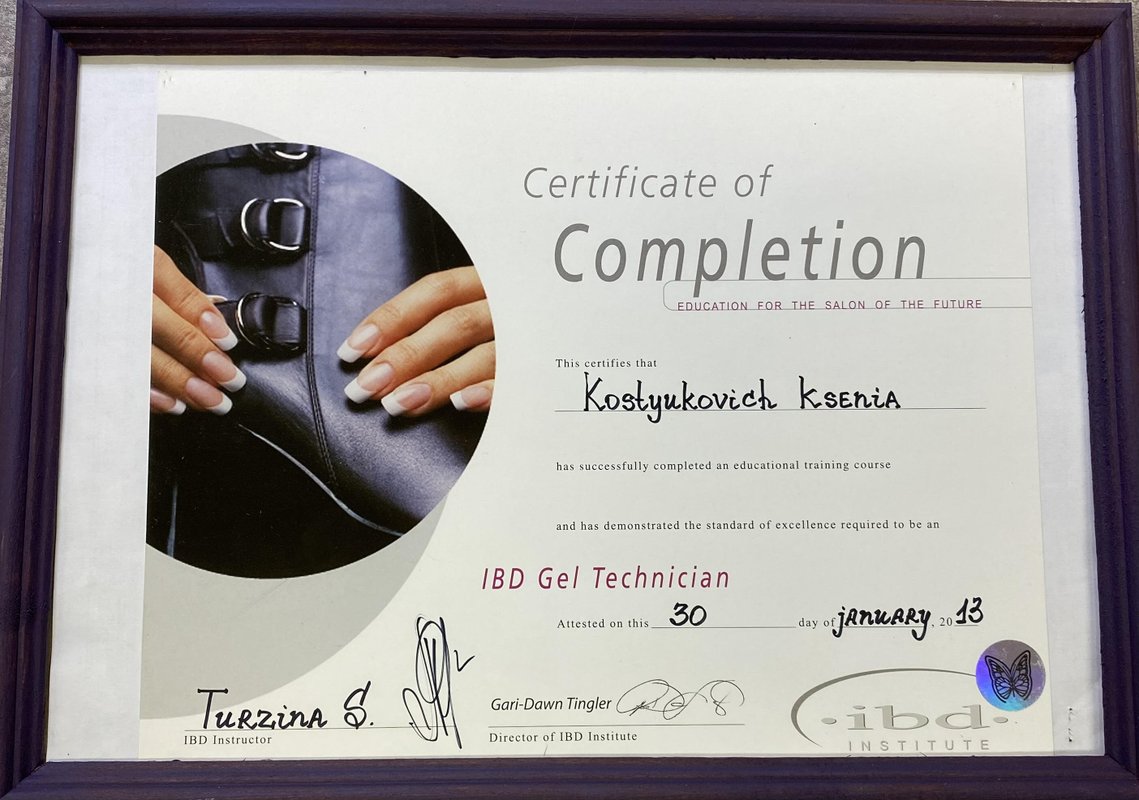 Certificate of
Completion
EDUCATION FOR THE SALON OF THE FUTURE
This certifies that
Kostyukovich Ksenia
has successfully completed an educational training course
and has demonstrated the standard of excellence required to be an
IBD Gel Technician
Attested on this 30 day of january, 2013
Turzina S.
IBD Instructor
Gari-Dawn Tingler
Director of IBD Institute
·ibd·
INSTITUTE